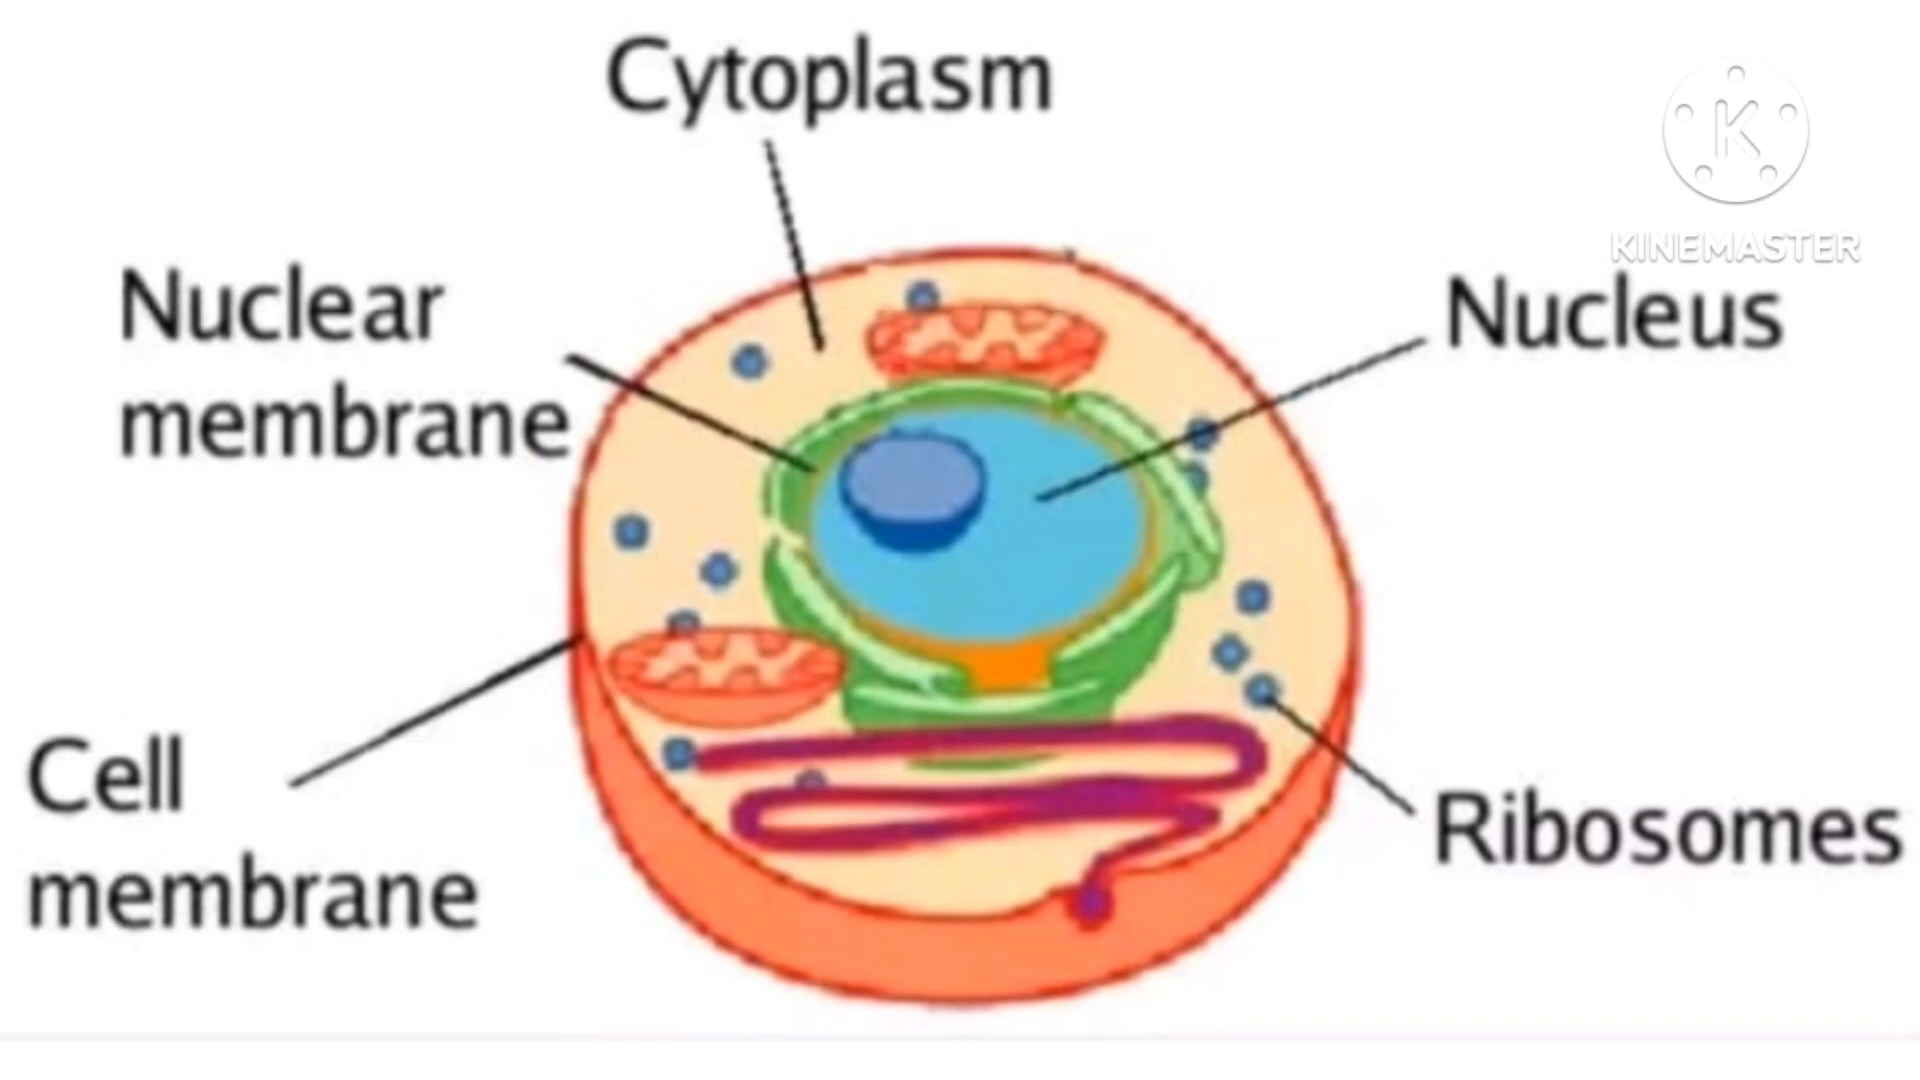 Cytoplasm
K
KINEMASTER
Nuclear
membrane
Nucleus
Cell
membrane
Ribosomes